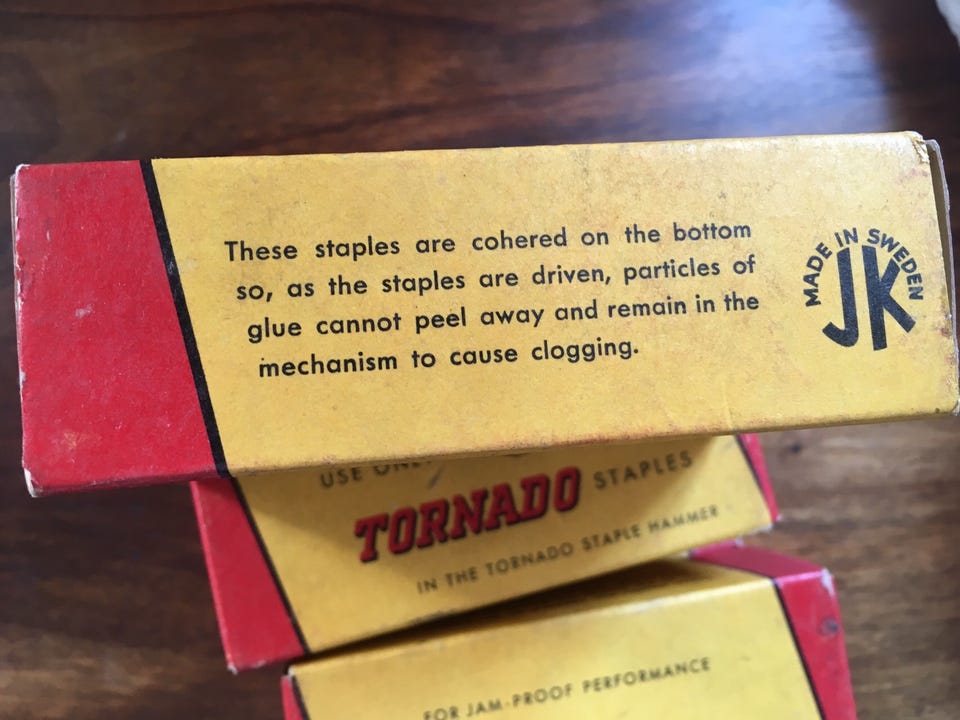 These staples are cohered on the bottom
so, as the staples are driven, particles of
glue cannot peel away and remain in the
mechanism to cause clogging.
MADE IN SWEDEN
JK
USE ONLY
TORNADO STAPLES
IN THE TORNADO STAPLE HAMMER
FOR JAM-PROOF PERFORMANCE